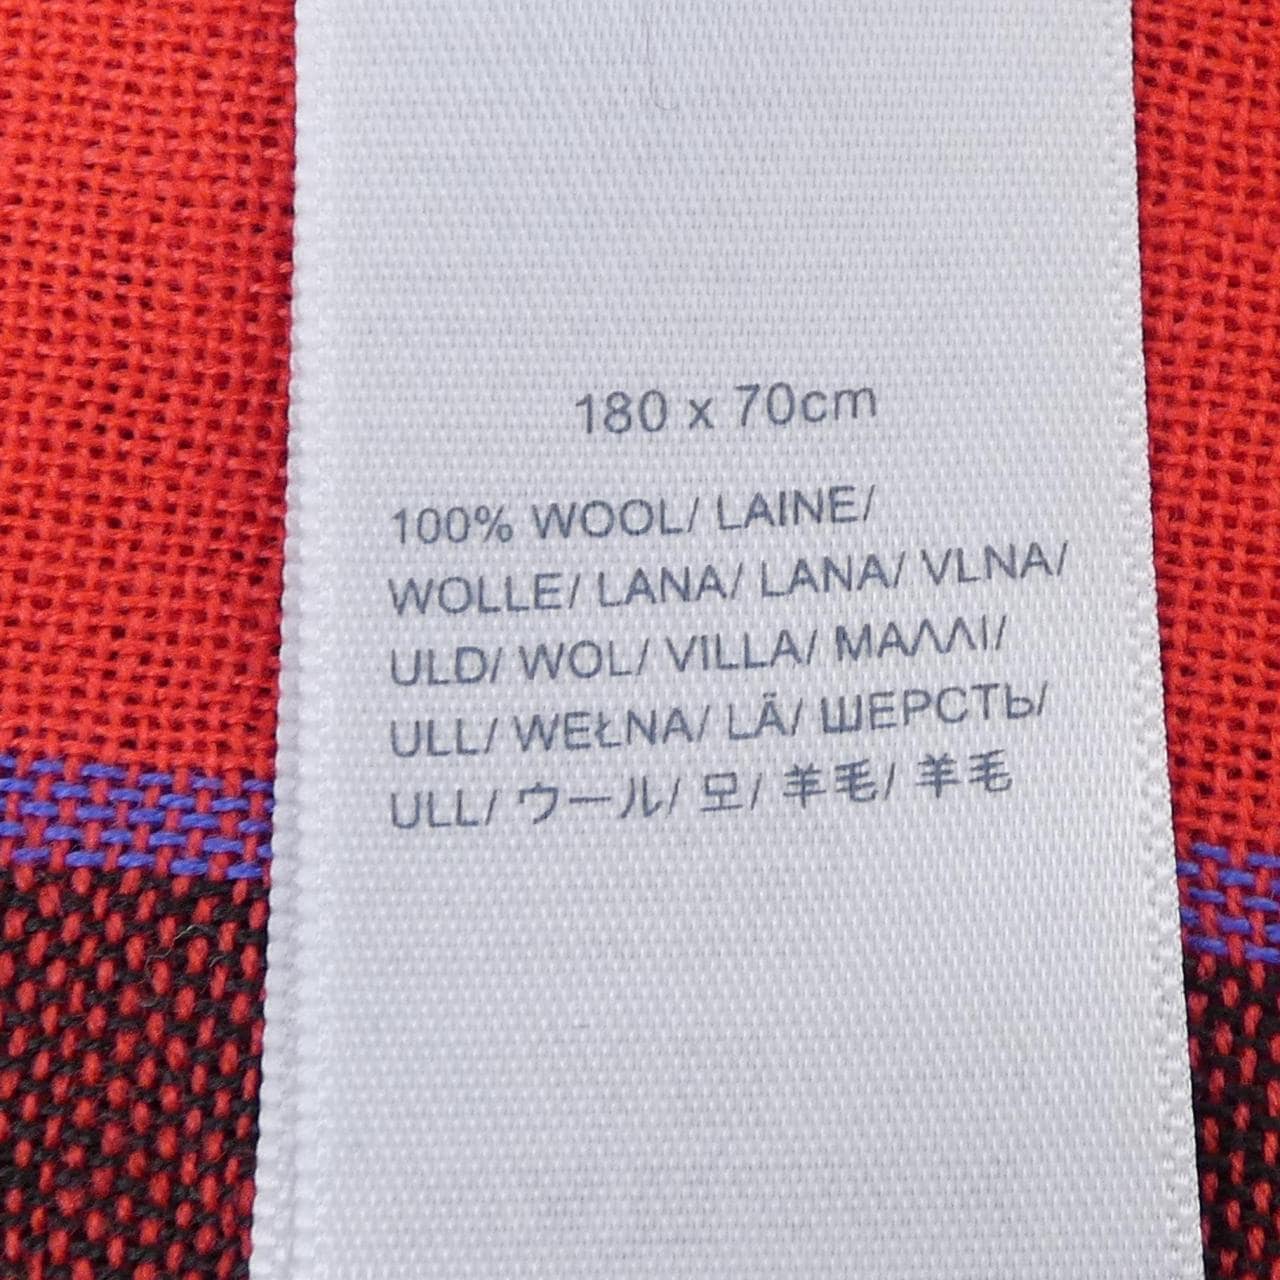 180 x 70cm
100% WOOL/ LAINE/
WOLLE/ LANA/ LANA/ VLNA/
ULD/ WOL/ VILLA/ ΜΑΛΛΙ/
ULL/ WEŁNA/ LÃ/ ШЕРСТЬ/
ULL/ ウール/ 모/ 羊毛/ 羊毛